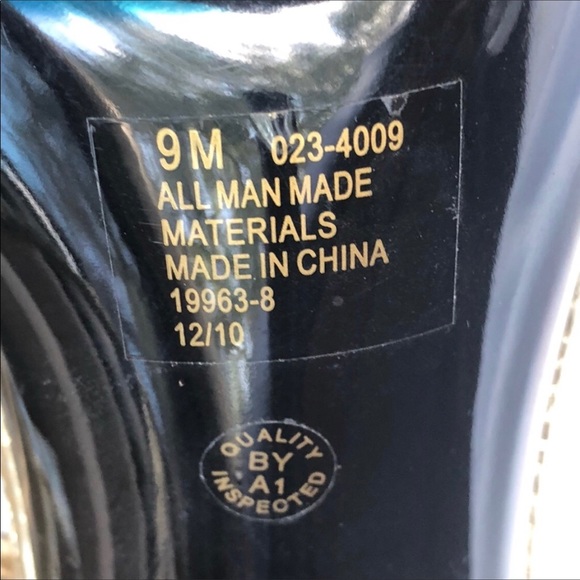 9 M 023-4009
ALL MAN MADE
MATERIALS
MADE IN CHINA
19963-8
12/10
QUALITY
BY
A1
INSPECTED